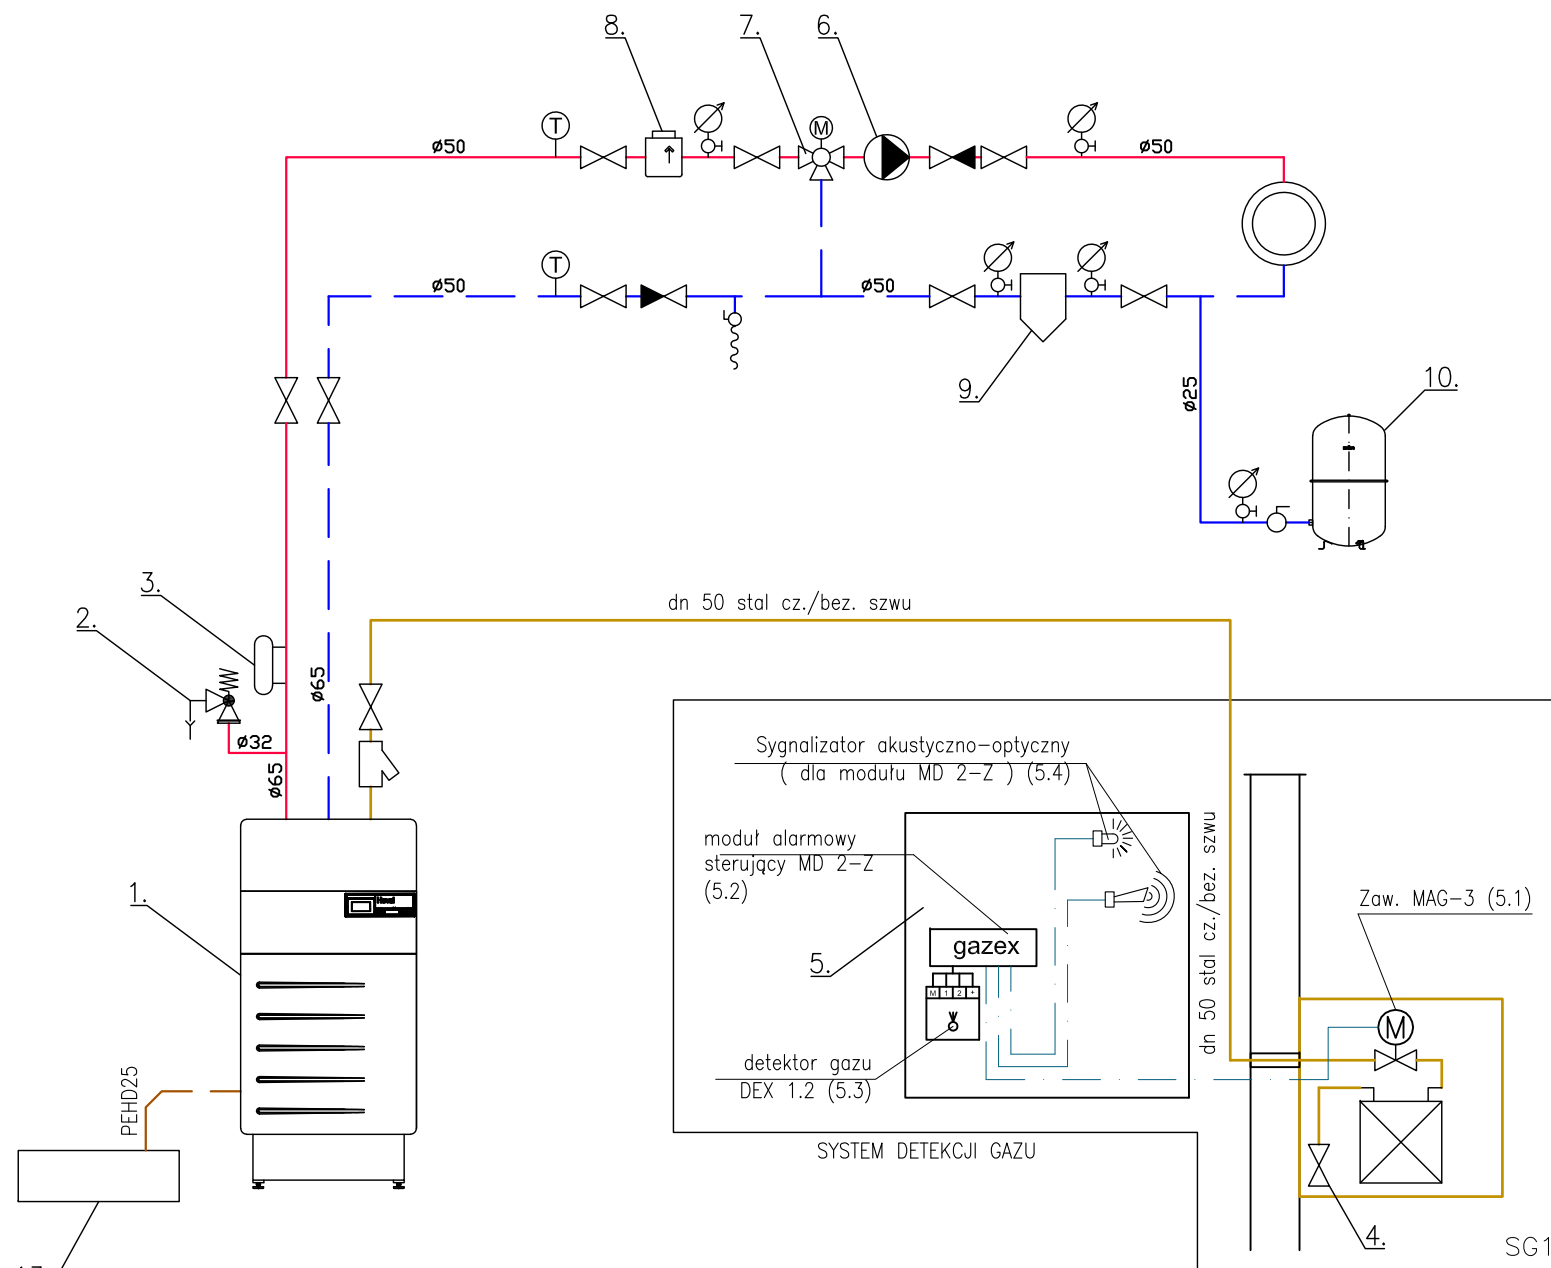 8.
7.
6.
T
M
ø50
ø50
T
ø50
ø50
9.
10.
ø25
3.
2.
dn 50 stal cz./bez. szwu
ø65
ø32
ø65
Sygnalizator akustyczno-optyczny
( dla modułu MD 2-Z ) (5.4)
moduł alarmowy
sterujący MD 2-Z
(5.2)
dn 50 stal cz./bez. szwu
1.
Hoval
Zaw. MAG-3 (5.1)
5.
gazex
M 1 2 +
M
detektor gazu
DEX 1.2 (5.3)
PEHD25
SYSTEM DETEKCJI GAZU
4.
SG1